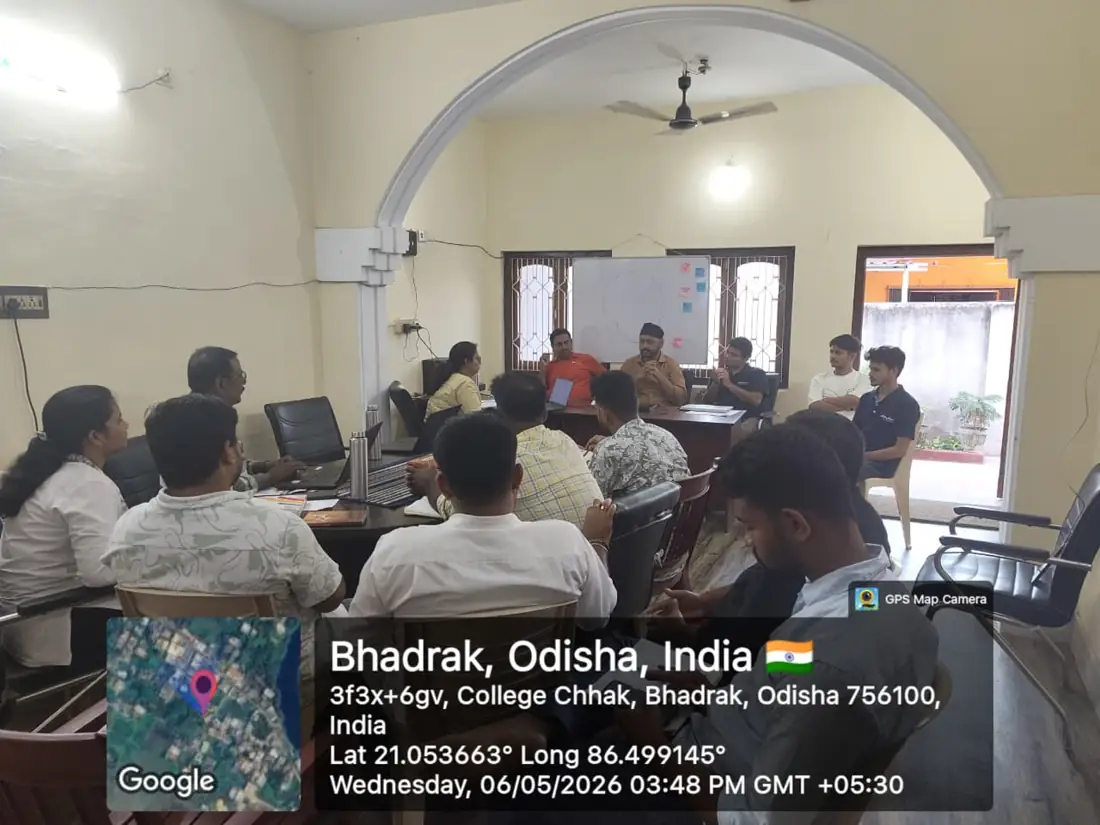 GPS Map Camera
Bhadrak, Odisha, India 🇮🇳
3f3x+6gv, College Chhak, Bhadrak, Odisha 756100,
India
Lat 21.053663° Long 86.499145°
Wednesday, 06/05/2026 03:48 PM GMT +05:30
Google